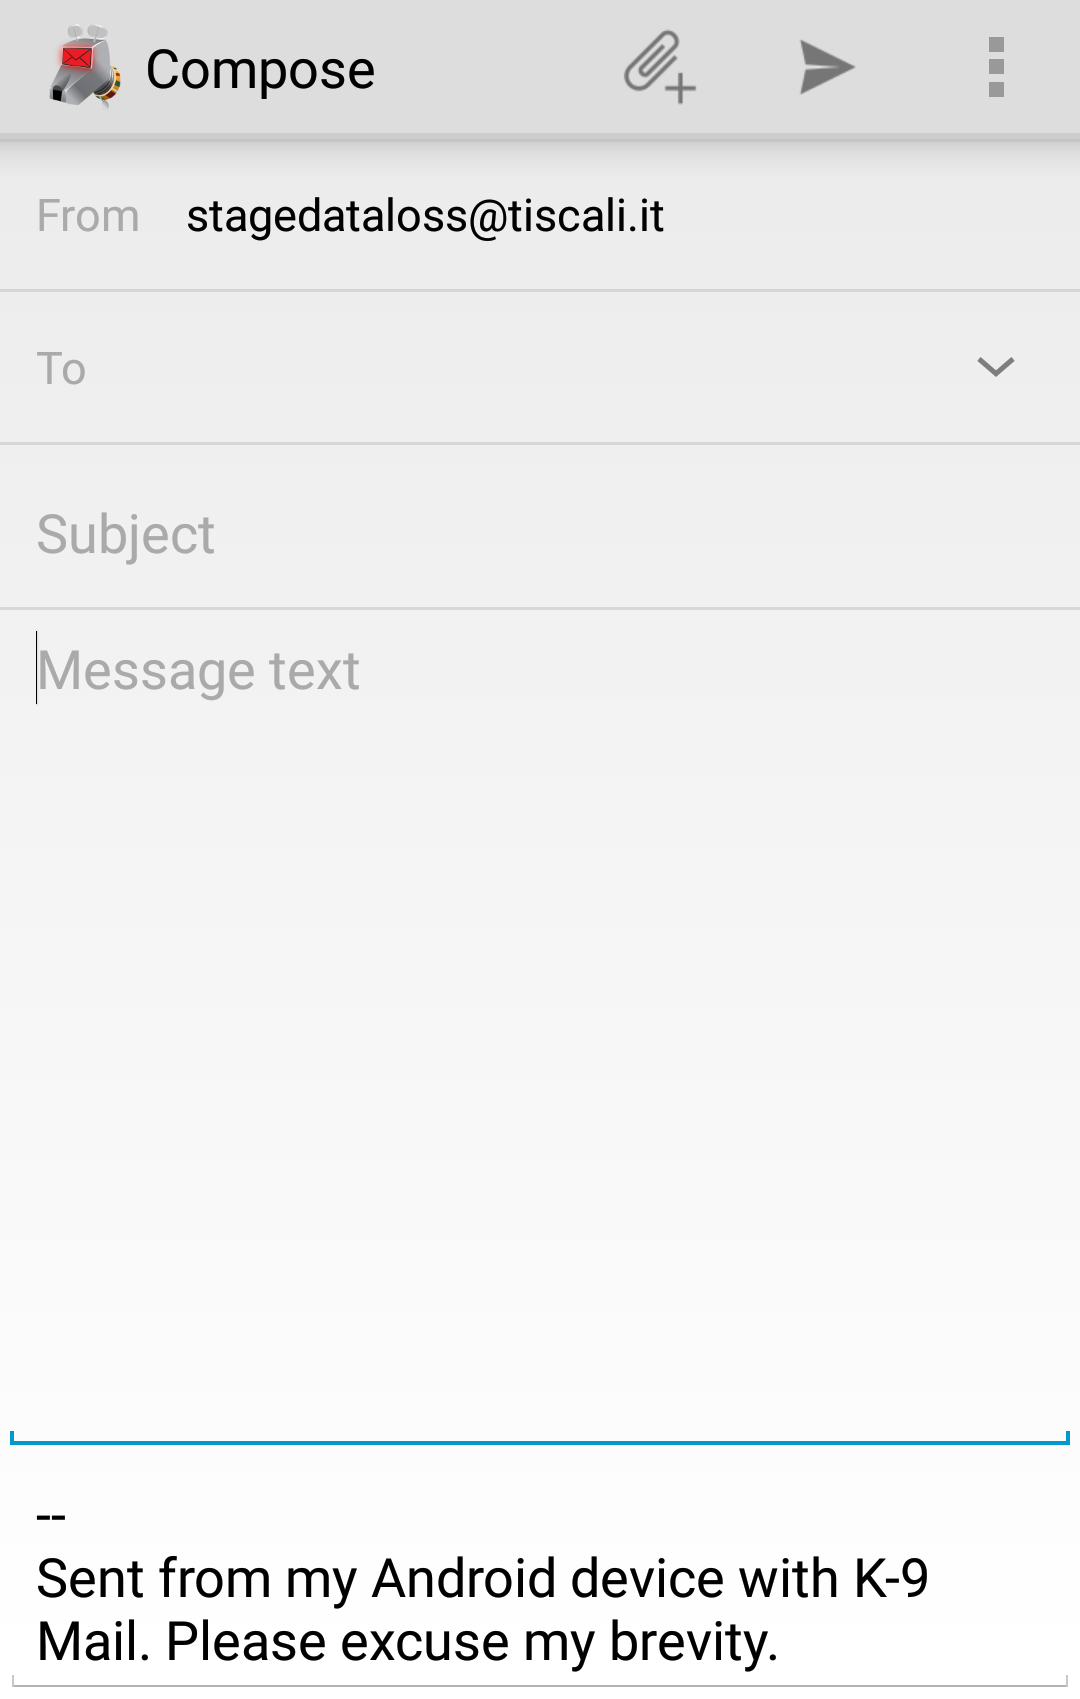 Compose
From stagedataloss@tiscali.it
To
Subject
Message text
--
Sent from my Android device with K-9
Mail. Please excuse my brevity.